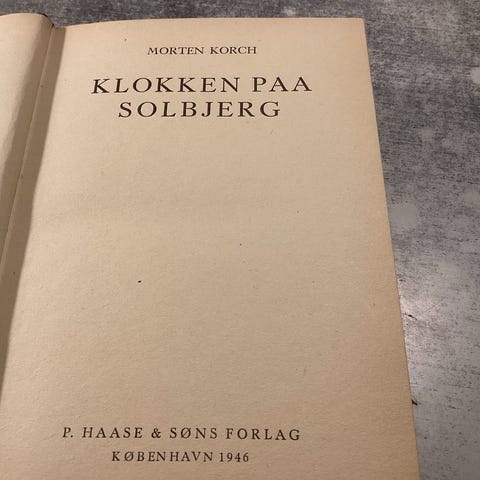 MORTEN KORCH
KLOKKEN PAA
SOLBJERG
P. HAASE & SØNS FORLAG
KØBENHAVN 1946